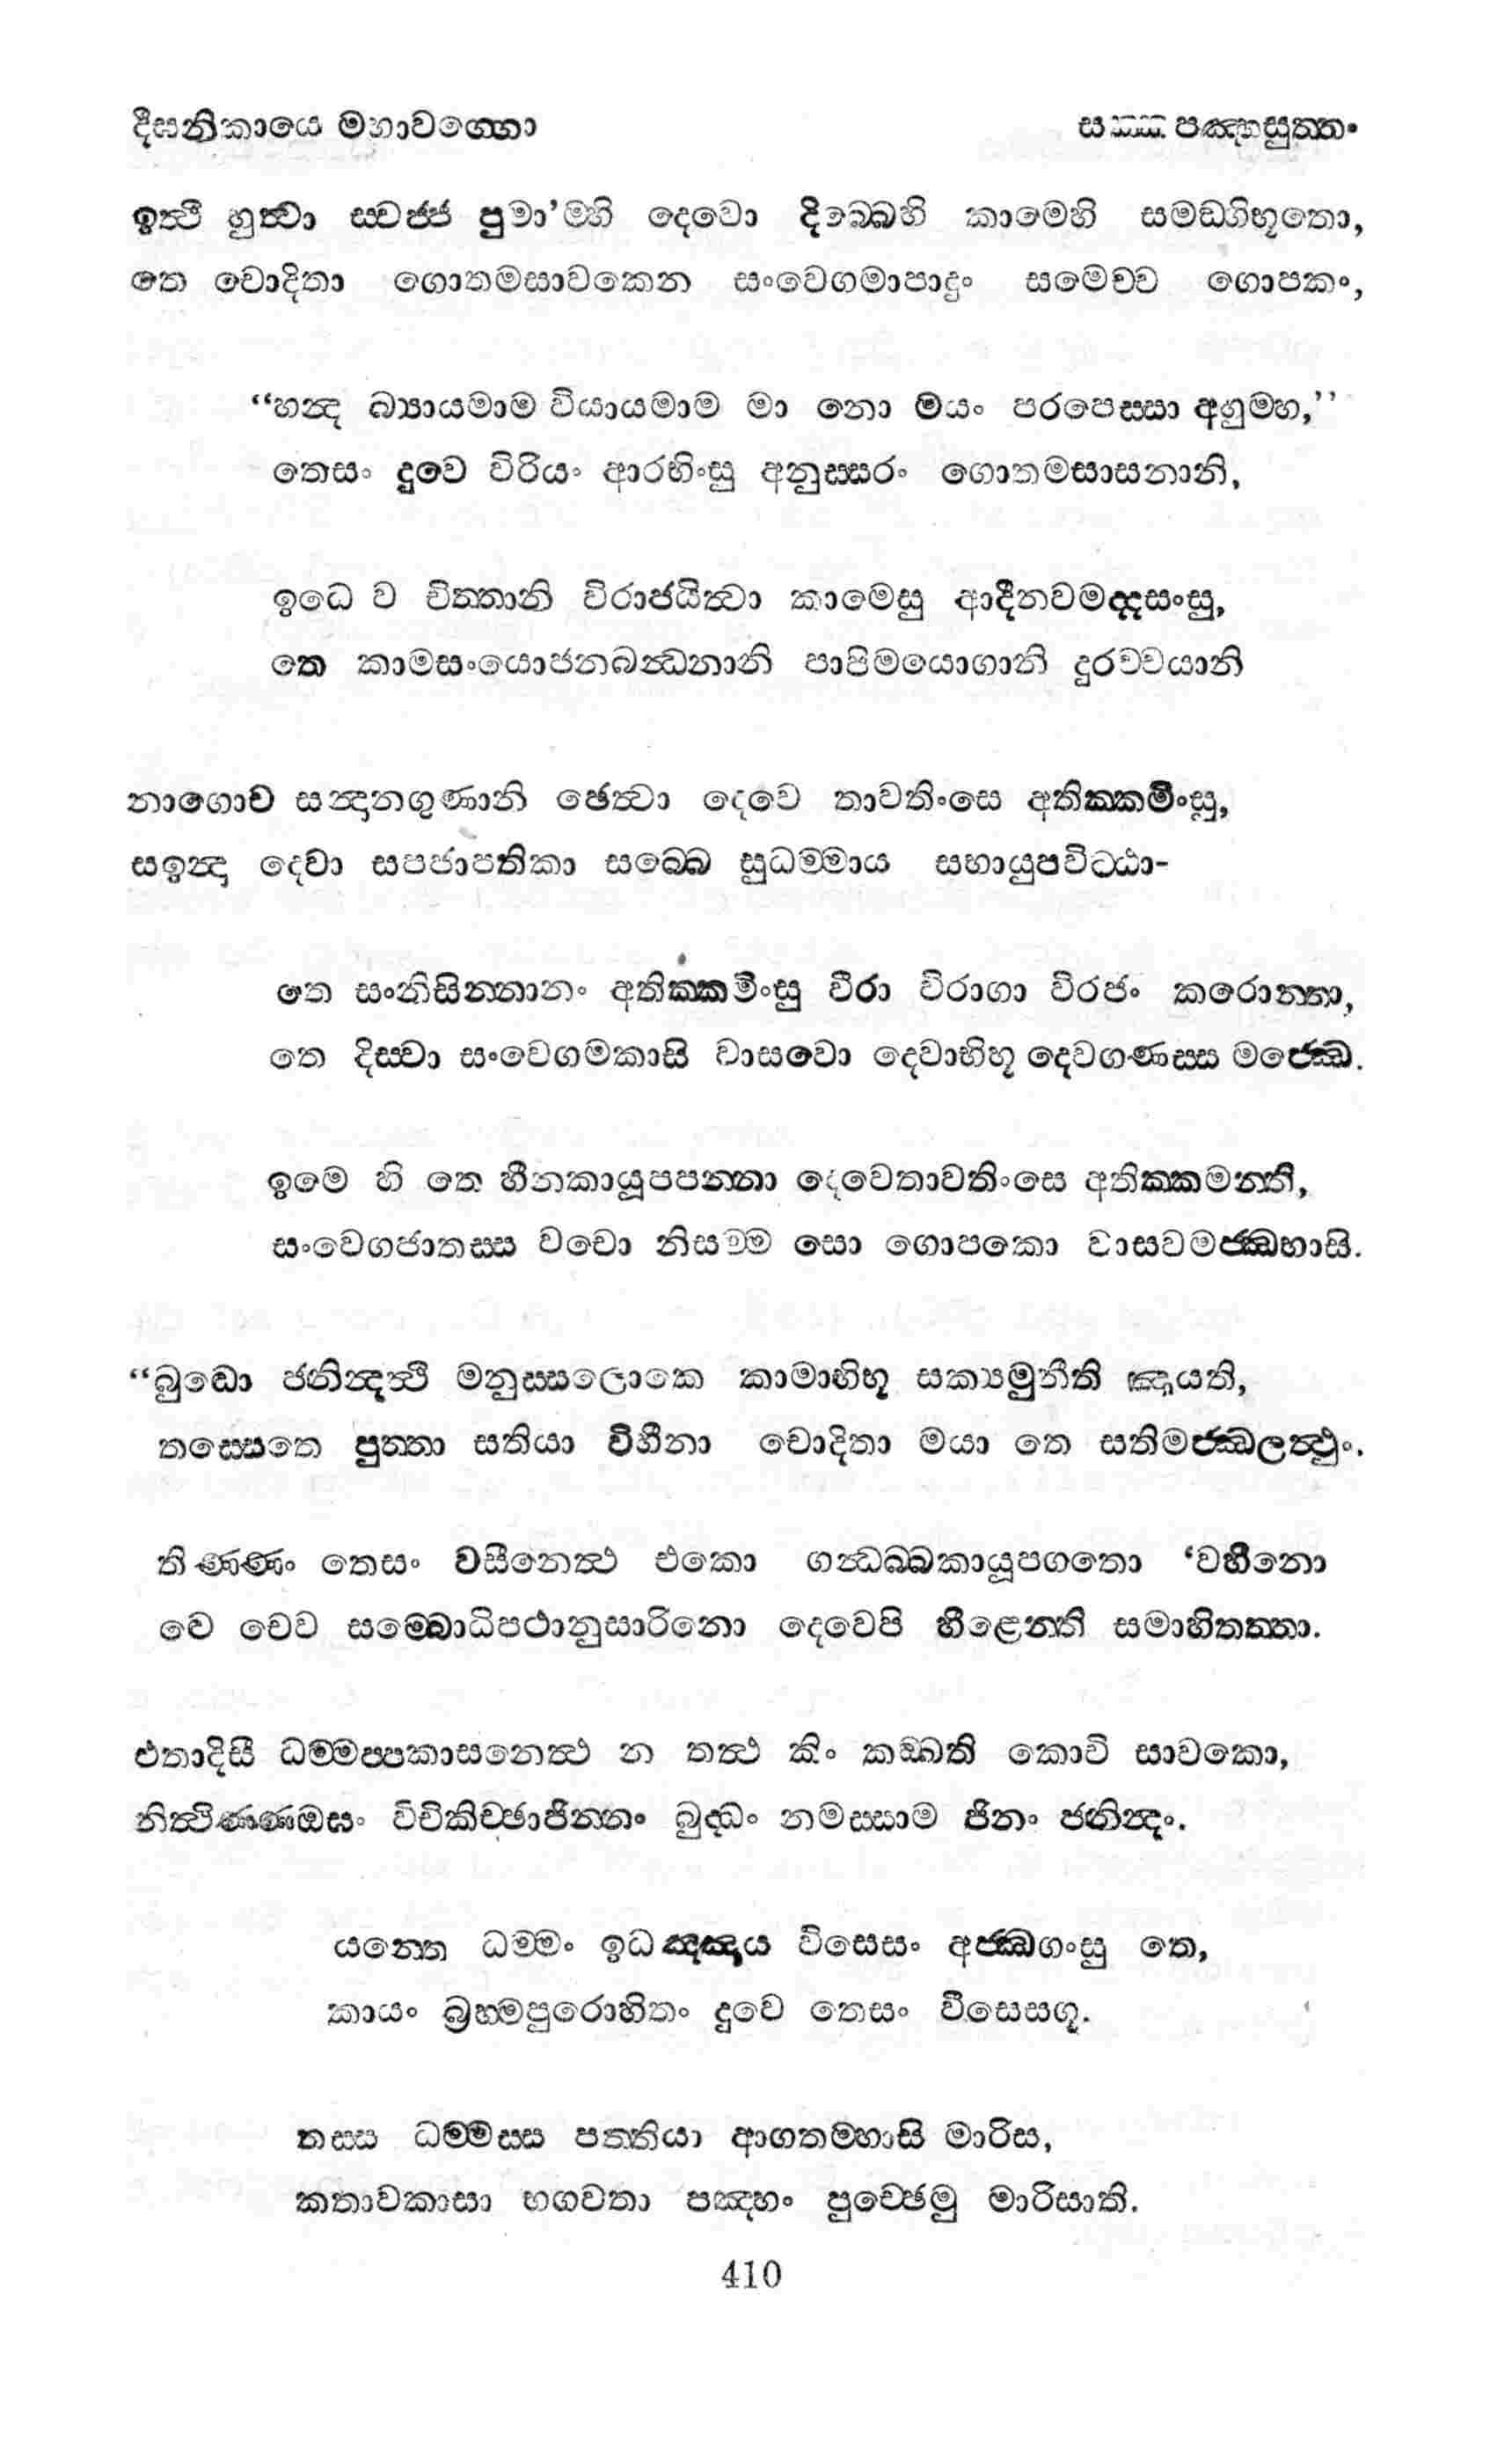 දීඝනිකායෙ මහාවග්ගො	සක්කපඤ්හසුත්තං
ඉත්ථි හුත්වා ස්වජ්ජ පුමා’ම්හි දෙවො දිබ්බෙහි කාමෙහි සමඞ්ගිභූතො,
තෙ චොදිතා ගොතමසාවකෙන සංවෙගමාපාදුං සමෙච්ච ගොපකං,
“හන්ද බ්‍යායමාම වියායමාම මා නො මයං පරපෙස්සා අහුම්හ,’’
තෙසං දුවෙ විරියං ආරභිංසු අනුස්සරං ගොතමසාසනානි,
ඉධෙ ව චිත්තානි විරාජයිත්වා කාමෙසු ආදීනවමද්දසංසු,
තෙ කාමසංයොජනබන්ධනානි පාපිමයොගානි දුරච්චයානි
නාගොච සන්දානගුණානි ඡෙත්වා දෙවෙ තාවතිංසෙ අතික්කමිංසු,
සඉන්දා දෙවා සපජාපතිකා සබ්බෙ සුධම්මාය සභායුපවිට්ඨා-
තෙ සංනිසින්නානං අතික්කමිංසු වීරා විරාගා විරජං කරොන්තා,
තෙ දිස්වා සංවෙගමකාසි වාසවො දෙවාභිභූ දෙවගණස්ස මජ්ඣෙ.
ඉමෙ හි තෙ හීනකායූපපන්නා දෙවෙතාවතිංසෙ අතික්කමන්ති,
සංවෙගජාතස්ස වචො නිසම්ම සො ගොපකො වාසවමජ්ඣභාසි.
“බුද්ධො ජනින්දත්ථි මනුස්සලොකෙ කාමාභිභූ සක්‍යමුනීති ඤායති,
තස්සෙතෙ පුත්තා සතියා විහීනා චොදිතා මයා තෙ සතිමජ්ඣලත්ථුං.
තිණ්ණං තෙසං වසීනෙත්ථ එකො ගන්ධබ්බකායූපගතො ‘වහීනො
ද්වෙ චෙව සම්බොධිපථානුසාරිනො දෙවෙපි හීළෙන්ති සමාහිතත්තා.
එතාදිසී ධම්මප්පකාසනෙත්ථ න තත්ථ කිං කඞ්ඛති කොචි සාවකො,
නිත්ථිණ්ණඔඝං විචිකිච්ඡාඡින්නං බුද්ධං නමස්සාම ජිනං ජනින්දං.
යන්තෙ ධම්මං ඉධඤ්ඤාය විසෙසං අජ්ඣගංසු තෙ,
කායං බ්‍රහ්මපුරොහිතං දුවෙ තෙසං විසෙසගූ.
තස්ස ධම්මස්ස පත්තියා ආගතම්හාසි මාරිස,
කතාවකාසා භගවතා පඤ්හං පුච්ඡෙමු මාරිසාති.
410